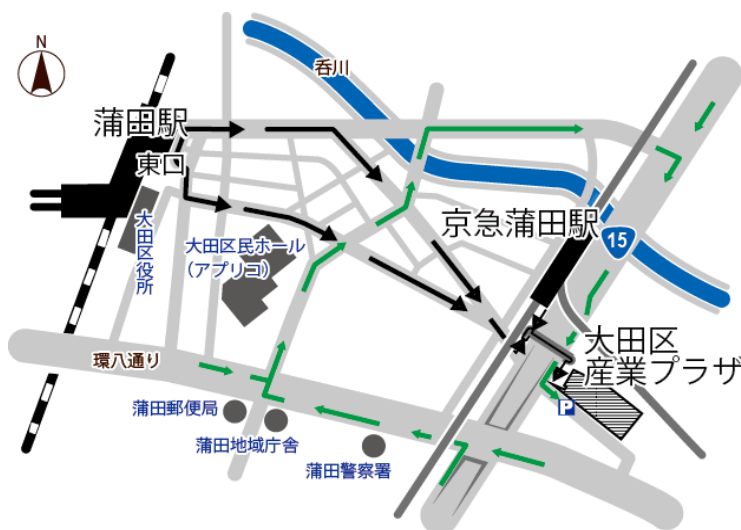 N
呑川
蒲田駅
東口
大田区役所
大田区民ホール
(アプリコ)
京急蒲田駅
15
大田区
産業プラザ
P
環八通り
蒲田郵便局
蒲田地域庁舎
蒲田警察署